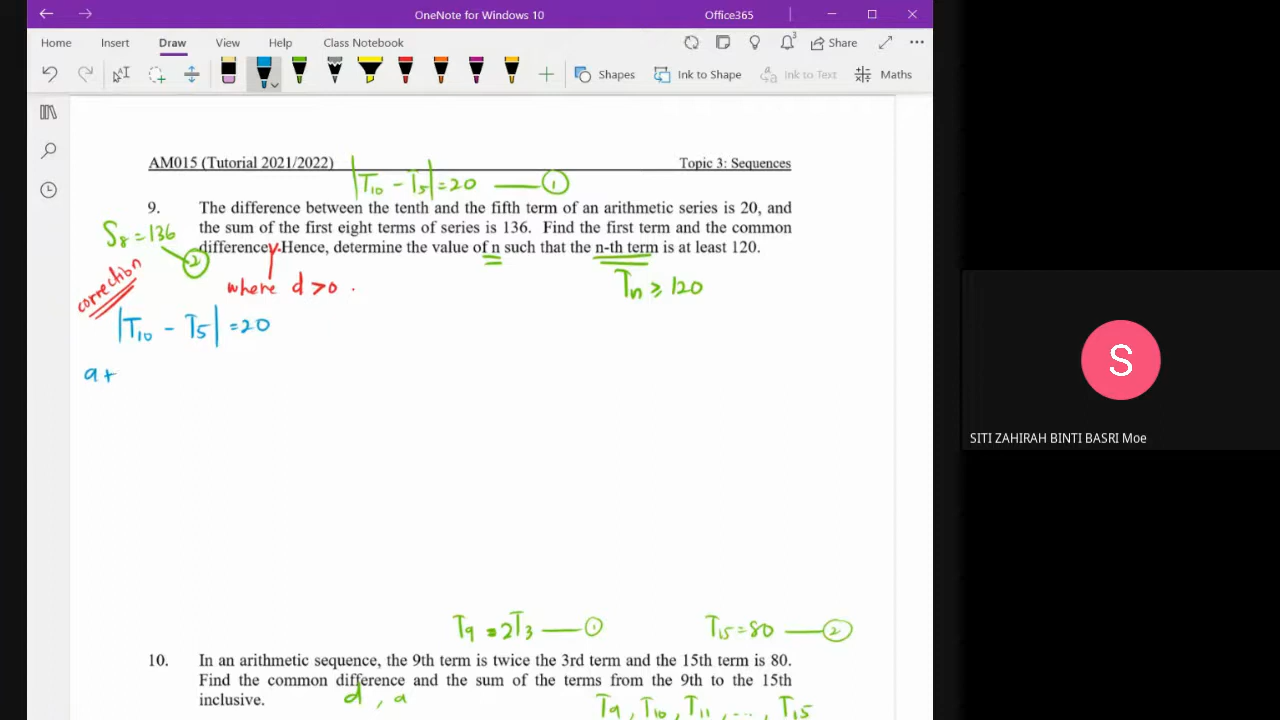 OneNote for Windows 10
Office365
Home Insert Draw View Help Class Notebook Share
Shapes Ink to Shape Ink to Text Maths
AM015 (Tutorial 2021/2022) Topic 3: Sequences
|T10 - T5| = 20 —— ①
9. The difference between the tenth and the fifth term of an arithmetic series is 20, and
the sum of the first eight terms of series is 136. Find the first term and the common
difference. Hence, determine the value of n such that the n-th term is at least 120.
S8 = 136 — ②
correction
where d > 0 .
Tn ≥ 120
|T10 - T5| = 20
a +
T9 = 2T3 —— ①
T15 = 80 —— ②
10. In an arithmetic sequence, the 9th term is twice the 3rd term and the 15th term is 80.
Find the common difference and the sum of the terms from the 9th to the 15th
inclusive.
d , a
T9 , T10 , T11 , ... , T15
S
SITI ZAHIRAH BINTI BASRI Moe